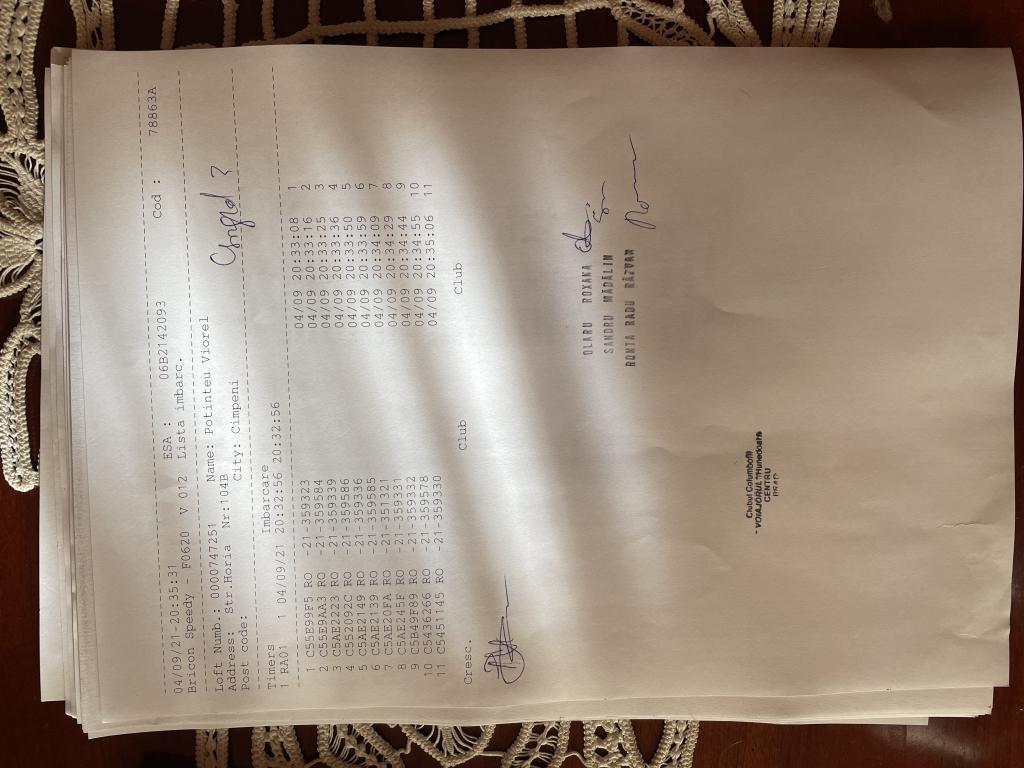 04/09/21-20:35:31 ESA : 06B2142093 Cod : 78863A
Bricon Speedy - F0620 V 012 Lista imbarc.
Loft Numb.: 0000747251 Name: Potinteu Viorel
Address: Str.Horia Nr:104B City: Cimpeni
Post code:
Timers Imbarcare
1 RA01 1 04/09/21 20:32:56 20:32:56
1 C55E99F5 RO -21-359323 04/09 20:33:08 1
2 C55E9AA3 RO -21-359584 04/09 20:33:16 2
3 C5AE2223 RO -21-359339 04/09 20:33:25 3
4 C552092C RO -21-359586 04/09 20:33:36 4
5 C5AE2149 RO -21-359336 04/09 20:33:50 5
6 C5AE2139 RO -21-359585 04/09 20:33:59 6
7 C5AE20FA RO -21-351321 04/09 20:34:09 7
8 C5AE245F RO -21-359331 04/09 20:34:29 8
9 C5B49F89 RO -21-359332 04/09 20:34:44 9
10 C5436266 RO -21-359578 04/09 20:34:55 10
11 C5451145 RO -21-359330 04/09 20:35:06 11
Cresc. Club Club
OLARU ROXANA
SANDRU MĂDĂLIN
RONTA RADU RĂZVAN
Clubul Columbofil
"VOIAJORUL" Hunedoara
CENTRU
BRAD